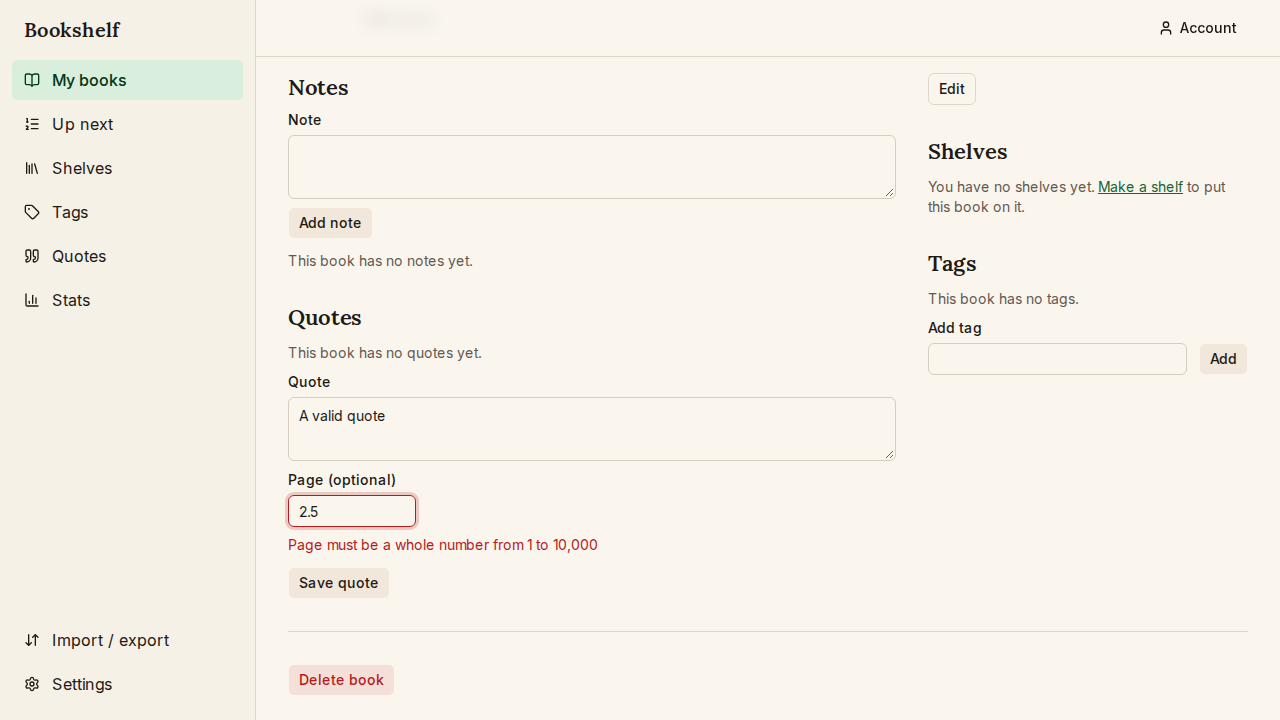 Bookshelf
My books
Up next
Shelves
Tags
Quotes
Stats
Import / export
Settings
Account
Notes
Note
Add note
This book has no notes yet.
Quotes
This book has no quotes yet.
Quote
A valid quote
Page (optional)
2.5
Page must be a whole number from 1 to 10,000
Save quote
Delete book
Edit
Shelves
You have no shelves yet. Make a shelf to put
this book on it.
Tags
This book has no tags.
Add tag
Add